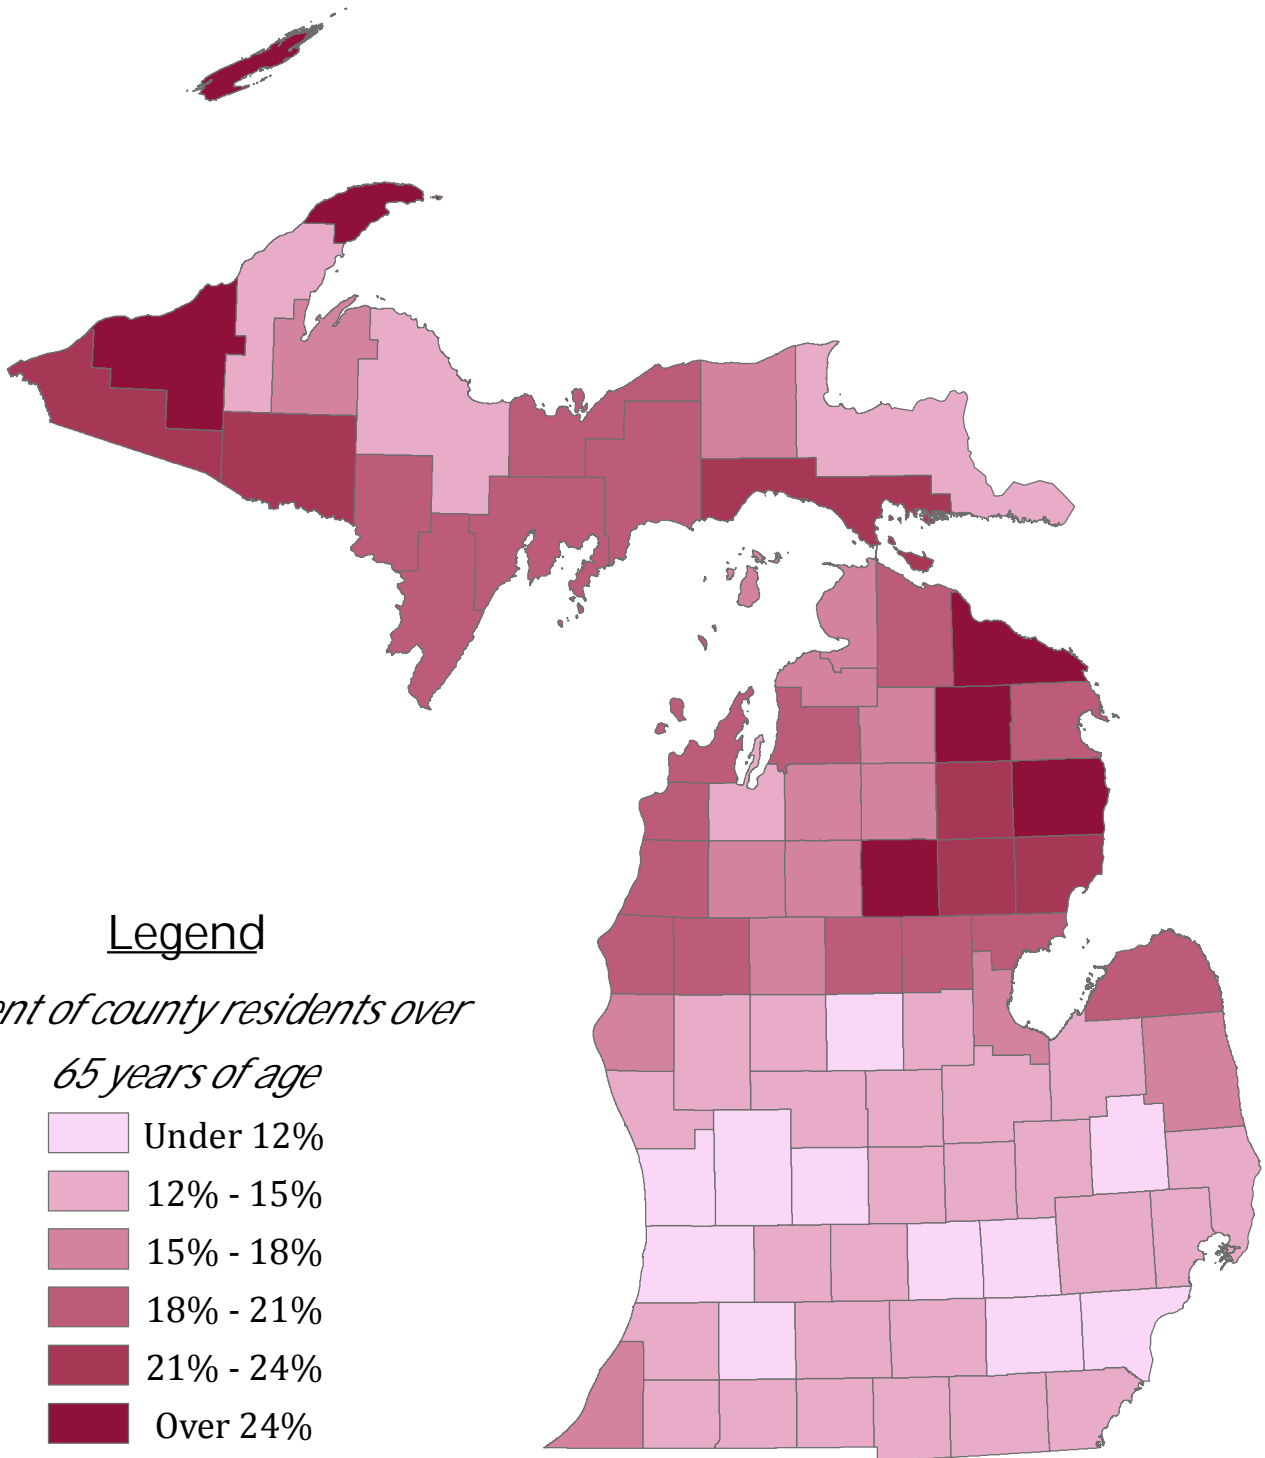 Legend
ent of county residents over
65 years of age
Under 12%
12% - 15%
15% - 18%
18% - 21%
21% - 24%
Over 24%